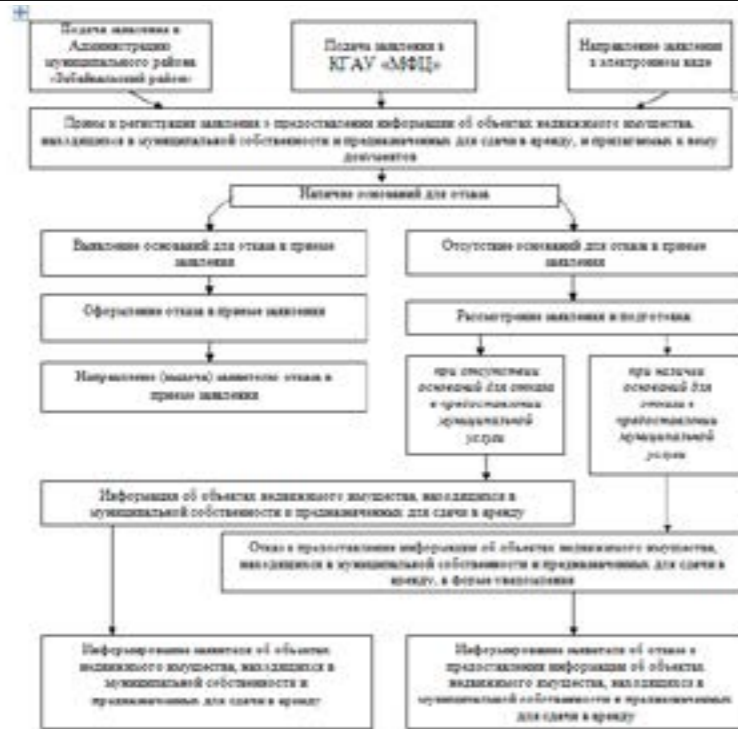 Подача заявления в
Администрацию
муниципального района
«Забайкальский район»
Подача заявления в
КГАУ «МФЦ»
Направление заявления
в электронном виде
Прием и регистрация заявления о предоставлении информации об объектах недвижимого имущества,
находящихся в муниципальной собственности и предназначенных для сдачи в аренду, и прилагаемых к нему
документов
Наличие оснований для отказа
Выявление оснований для отказа в приеме
заявления
Отсутствие оснований для отказа в приеме
заявления
Оформление отказа в приеме заявления
Рассмотрение заявления и подготовка
Направление (выдача) заявителю отказа в
приеме заявления
при отсутствии
оснований для отказа
в предоставлении
муниципальной
услуги
при наличии
оснований для
отказа в
предоставлении
муниципальной
услуги
Информация об объектах недвижимого имущества, находящихся в
муниципальной собственности и предназначенных для сдачи в аренду
Отказ в предоставление информации об объектах недвижимого имущества,
находящихся в муниципальной собственности и предназначенных для сдачи в
аренду, в форме уведомления
Информирование заявителя об объектах
недвижимого имущества, находящихся в
муниципальной собственности и
предназначенных для сдачи в аренду
Информирование заявителя об отказе в
предоставлении информации об объектах
недвижимого имущества, находящихся в
муниципальной собственности и предназначенных
для сдачи в аренду